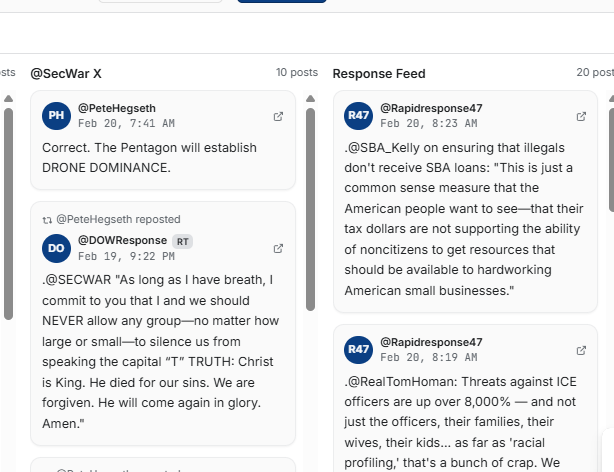 sts
@SecWar X
10 posts
PH
@PeteHegseth
Feb 20, 7:41 AM
Correct. The Pentagon will establish
DRONE DOMINANCE.
@PeteHegseth reposted
DO
@DOWResponse RT
Feb 19, 9:22 PM
.@SECWAR "As long as I have breath, I
commit to you that I and we should
NEVER allow any group—no matter how
large or small—to silence us from
speaking the capital “T” TRUTH: Christ
is King. He died for our sins. We are
forgiven. He will come again in glory.
Amen."
Response Feed
20 post
R47
@Rapidresponse47
Feb 20, 8:23 AM
.@SBA_Kelly on ensuring that illegals
don't receive SBA loans: "This is just a
common sense measure that the
American people want to see—that their
tax dollars are not supporting the ability
of noncitizens to get resources that
should be available to hardworking
American small businesses."
R47
@Rapidresponse47
Feb 20, 8:19 AM
.@RealTomHoman: Threats against ICE
officers are up over 8,000% — and not
just the officers, their families, their
wives, their kids... as far as 'racial
profiling,' that's a bunch of crap. We